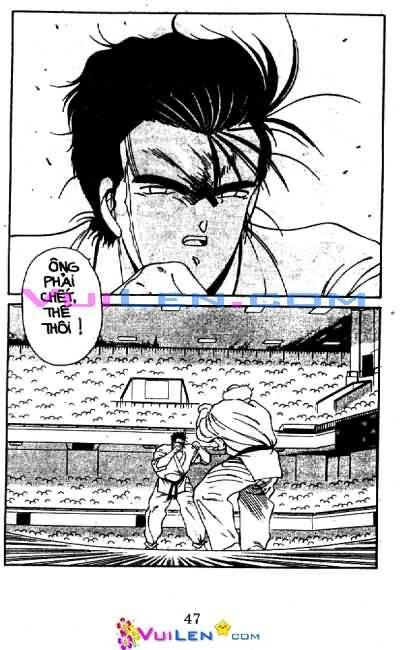 ÔNG
PHẢI
CHẾT,
THẾ
THÔI !
VUILEN.COM
47
VUILEN.COM